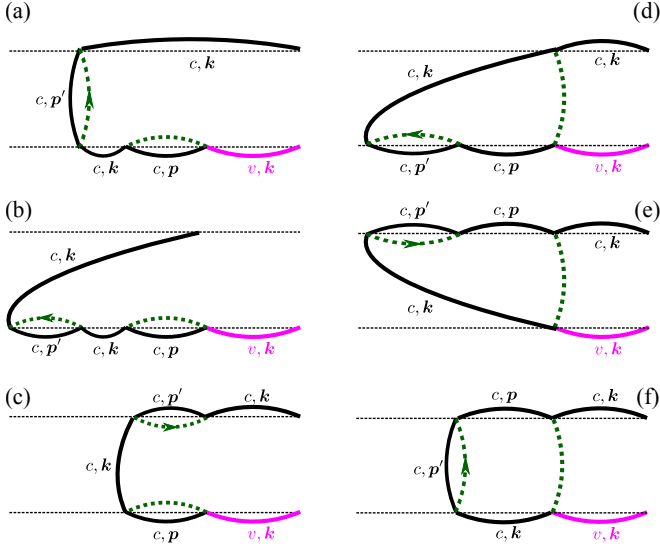 (a)
c, k
c, p′
c, k
c, p
v, k
(b)
c, k
c, p′
c, k
c, p
v, k
(c)
c, p′
c, k
c, k
c, p
v, k
(d)
c, k
c, k
c, p′
c, p
v, k
(e)
c, p′
c, p
c, k
c, k
v, k
(f)
c, p
c, k
c, p′
c, k
v, k